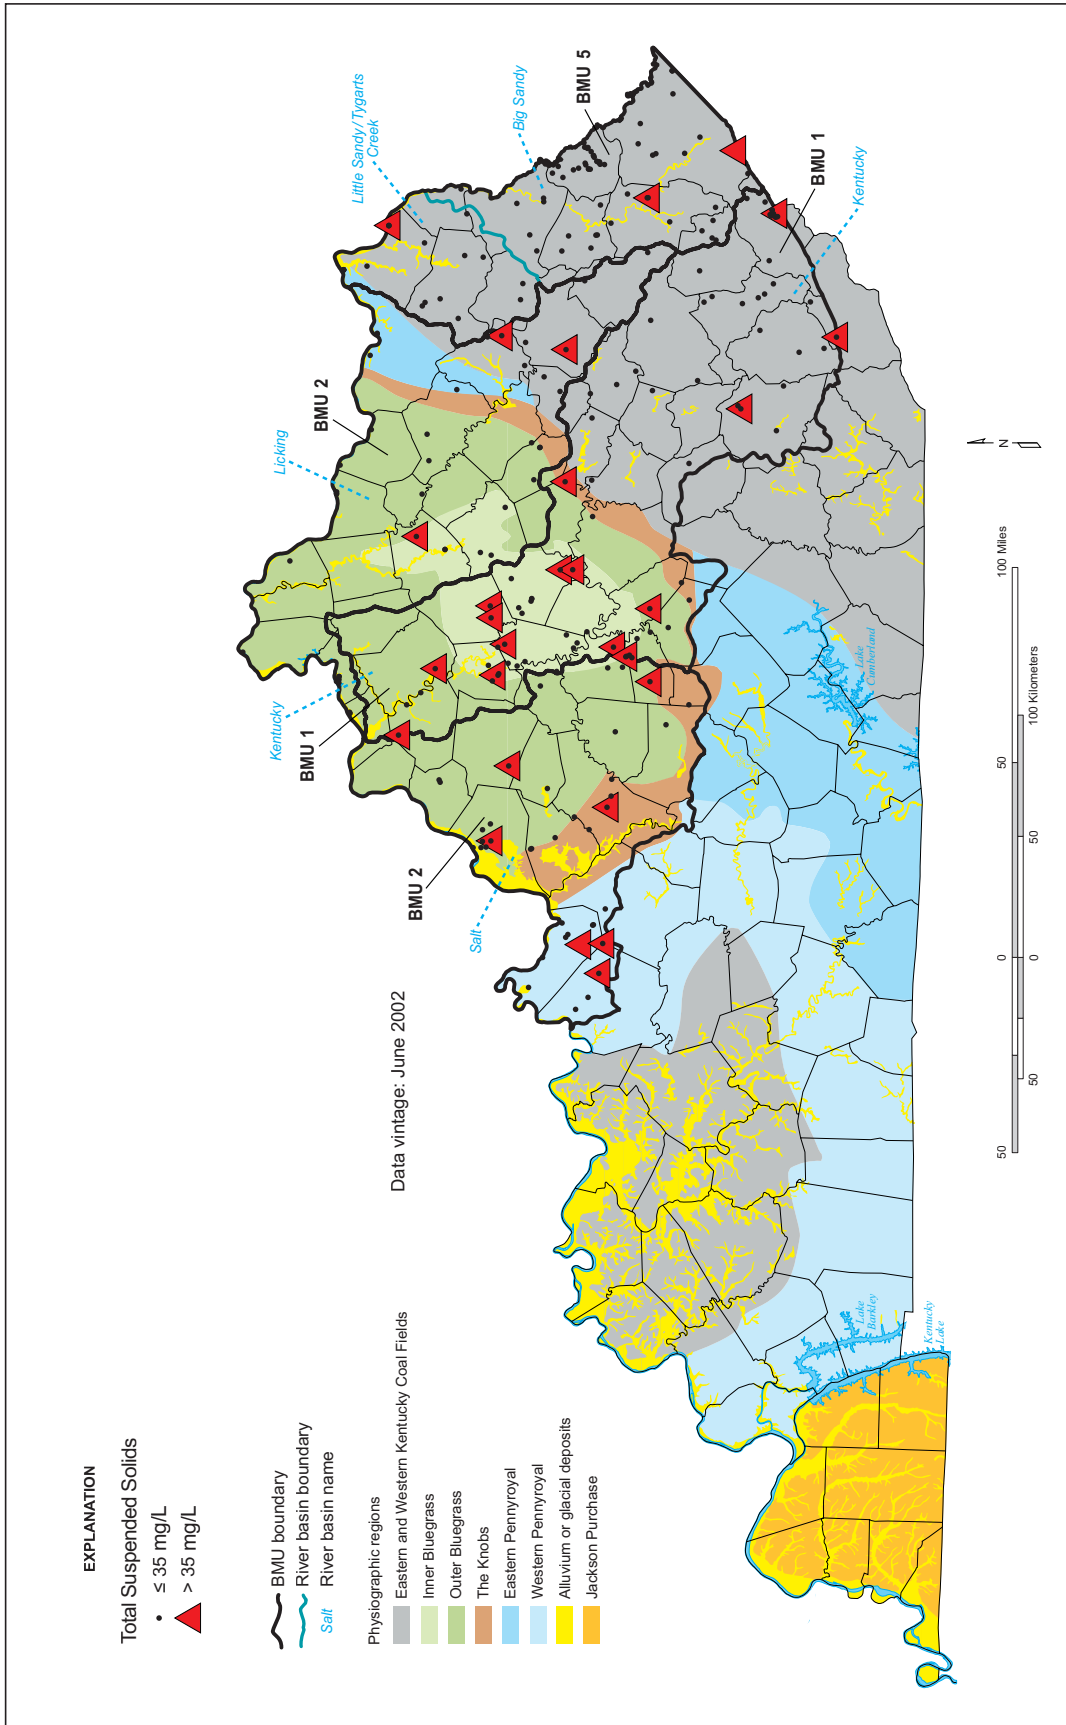 EXPLANATION
Total Suspended Solids
≤ 35 mg/L
> 35 mg/L
BMU boundary
River basin boundary
Salt River basin name
Physiographic regions
Eastern and Western Kentucky Coal Fields
Inner Bluegrass
Outer Bluegrass
The Knobs
Eastern Pennyroyal
Western Pennyroyal
Alluvium or glacial deposits
Jackson Purchase
Data vintage: June 2002
Little Sandy/Tygarts
Creek
Big Sandy
BMU 5
Licking
BMU 2
Kentucky
BMU 1
BMU 2
Salt
BMU 1
Kentucky
Lake
Cumberland
Lake
Barkley
Kentucky
Lake
N
50 0 50 100 Miles
50 0 50 100 Kilometers